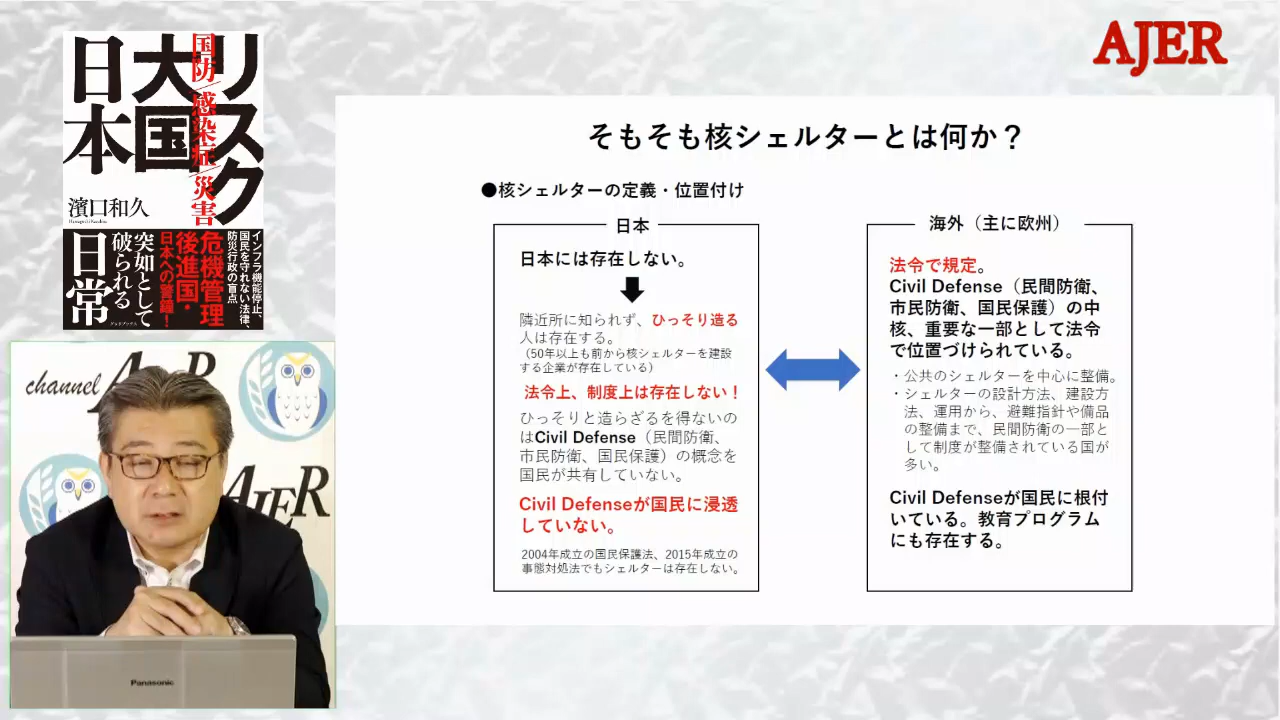 リスク
大国
日本
国防/感染症/災害
濱口和久
インフラ機能停止、
国民を守れない法律、
防災行政の盲点
危機管理
後進国・
日本への警鐘!
突如として
破られる
日常
グッドブックス
AJER
そもそも核シェルターとは何か？
●核シェルターの定義・位置付け
日本
日本には存在しない。
隣近所に知られず、ひっそり造る
人は存在する。
（50年以上も前から核シェルターを建設
する企業が存在している）
法令上、制度上は存在しない！
ひっそりと造らざるを得ないの
はCivil Defense（民間防衛、
市民防衛、国民保護）の概念を
国民が共有していない。
Civil Defenseが国民に浸透
していない。
2004年成立の国民保護法、2015年成立の
事態対処法でもシェルターは存在しない。
海外（主に欧州）
法令で規定。
Civil Defense（民間防衛、
市民防衛、国民保護）の中
核、重要な一部として法令
で位置づけられている。
・公共のシェルターを中心に整備。
・シェルターの設計方法、建設方
法、運用から、避難指針や備品
の整備まで、民間防衛の一部と
して制度が整備されている国が
多い。
Civil Defenseが国民に根付
いている。教育プログラム
にも存在する。
channel AJER
AJER
Panasonic